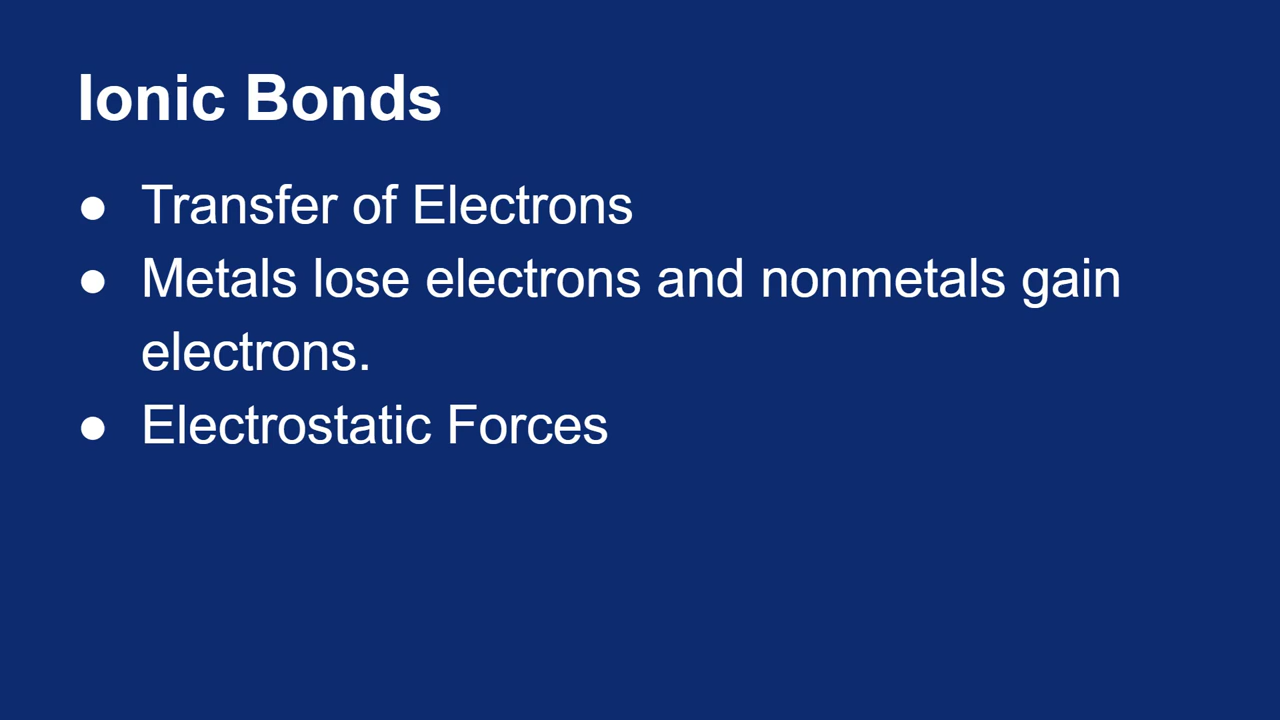 Ionic Bonds
● Transfer of Electrons
● Metals lose electrons and nonmetals gain
electrons.
● Electrostatic Forces